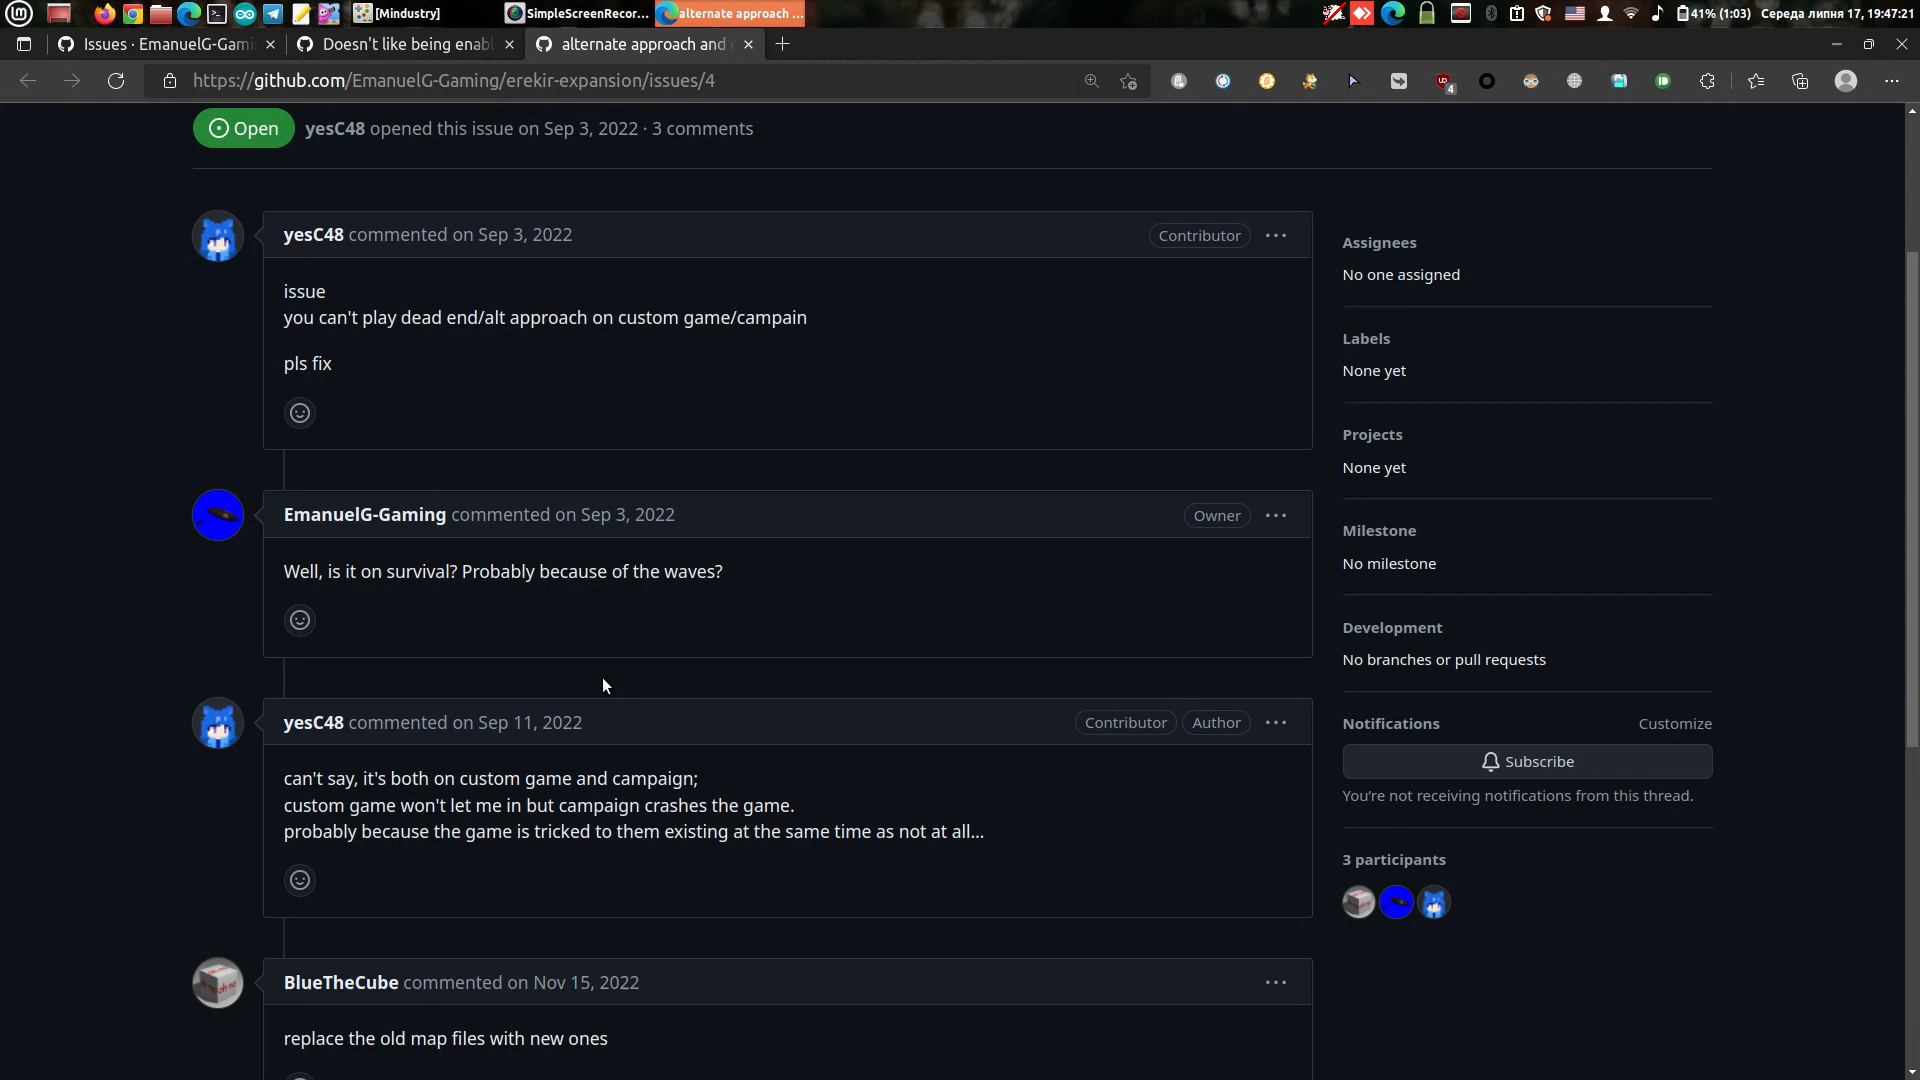 [Mindustry]
SimpleScreenRecor...
alternate approach ...
41% (1:03)
Середа липня 17, 19:47:21
Issues · EmanuelG-Gami
Doesn't like being enabl
alternate approach and
https://github.com/EmanuelG-Gaming/erekir-expansion/issues/4
4
Open
yesC48 opened this issue on Sep 3, 2022 · 3 comments
yesC48 commented on Sep 3, 2022
Contributor
issue
you can't play dead end/alt approach on custom game/campain
pls fix
EmanuelG-Gaming commented on Sep 3, 2022
Owner
Well, is it on survival? Probably because of the waves?
yesC48 commented on Sep 11, 2022
Contributor
Author
can't say, it's both on custom game and campaign;
custom game won't let me in but campaign crashes the game.
probably because the game is tricked to them existing at the same time as not at all...
BlueTheCube commented on Nov 15, 2022
replace the old map files with new ones
Assignees
No one assigned
Labels
None yet
Projects
None yet
Milestone
No milestone
Development
No branches or pull requests
Notifications
Customize
Subscribe
You're not receiving notifications from this thread.
3 participants